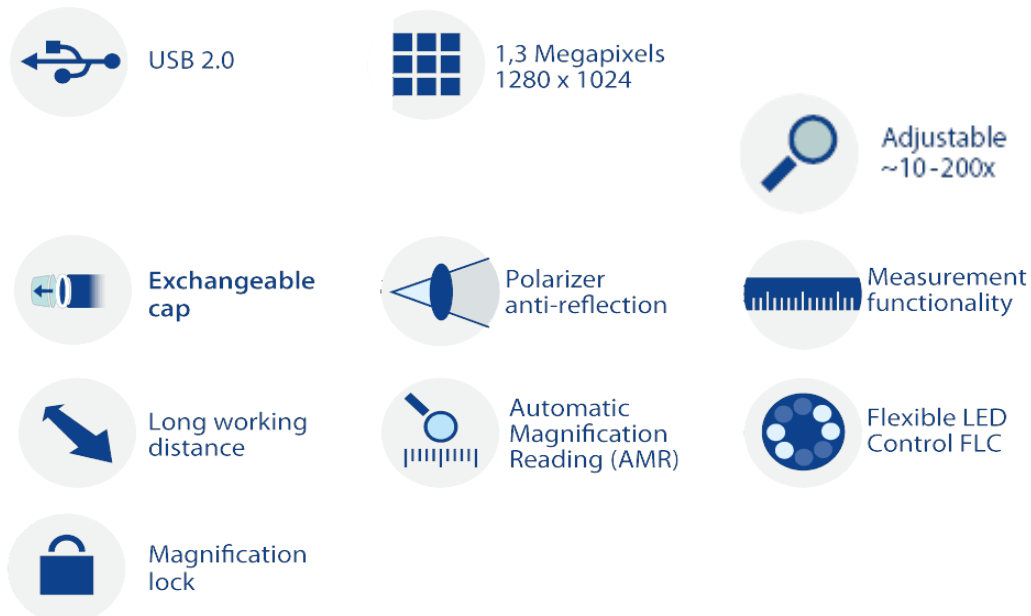 USB 2.0
1,3 Megapixels
1280 x 1024
Adjustable
~10-200x
Exchangeable
cap
Polarizer
anti-reflection
Measurement
functionality
Long working
distance
Automatic
Magnification
Reading (AMR)
Flexible LED
Control FLC
Magnification
lock